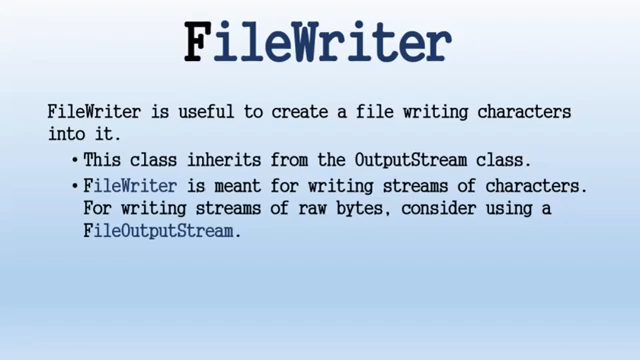 FileWriter
FileWriter is useful to create a file writing characters
into it.
• This class inherits from the OutputStream class.
• FileWriter is meant for writing streams of characters.
For writing streams of raw bytes, consider using a
FileOutputStream.